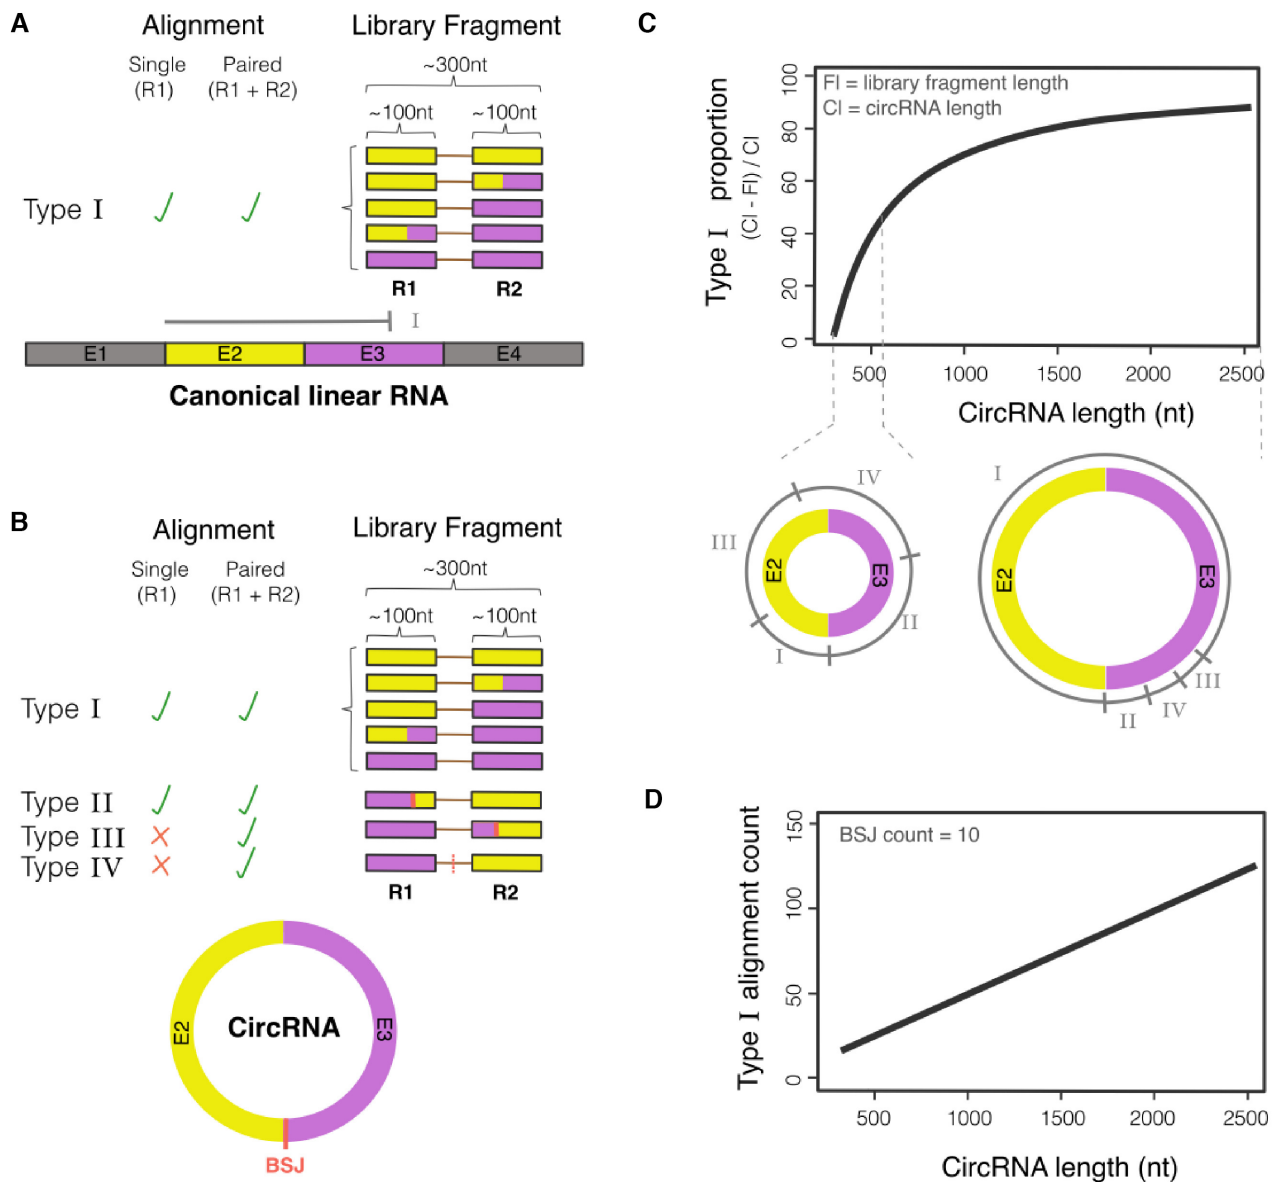 A
Alignment
Library Fragment
Single
(R1)
Paired
(R1 + R2)
~300nt
~100nt
~100nt
Type I
R1
R2
I
E1
E2
E3
E4
Canonical linear RNA
B
Alignment
Library Fragment
Single
(R1)
Paired
(R1 + R2)
~300nt
~100nt
~100nt
Type I
Type II
Type III
Type IV
R1
R2
E2
CircRNA
E3
BSJ
C
Fl = library fragment length
Cl = circRNA length
Type I proportion
(Cl - Fl) / Cl
0
20
40
60
80
100
500
1000
1500
2000
2500
CircRNA length (nt)
IV
III
E2
E3
II
I
I
E2
E3
III
IV
II
D
BSJ count = 10
Type I alignment count
0
50
100
150
500
1000
1500
2000
2500
CircRNA length (nt)